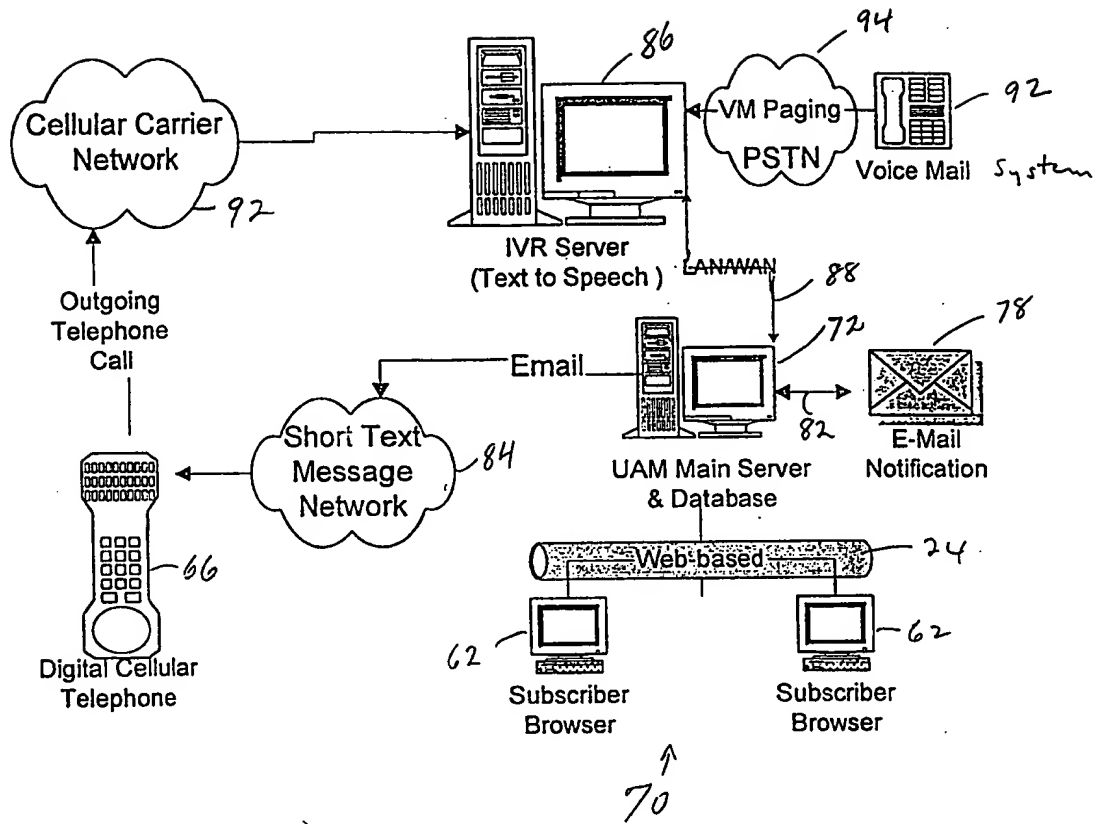 94
86
92
Cellular Carrier
Network
VM Paging
PSTN
Voice Mail System
92
IVR Server
(Text to Speech )
LAN/WAN
88
Outgoing
Telephone
Call
72
78
Email
82
E-Mail
Notification
Short Text
Message
Network
84
UAM Main Server
& Database
Web-based
24
66
62
62
Digital Cellular
Telephone
Subscriber
Browser
Subscriber
Browser
70